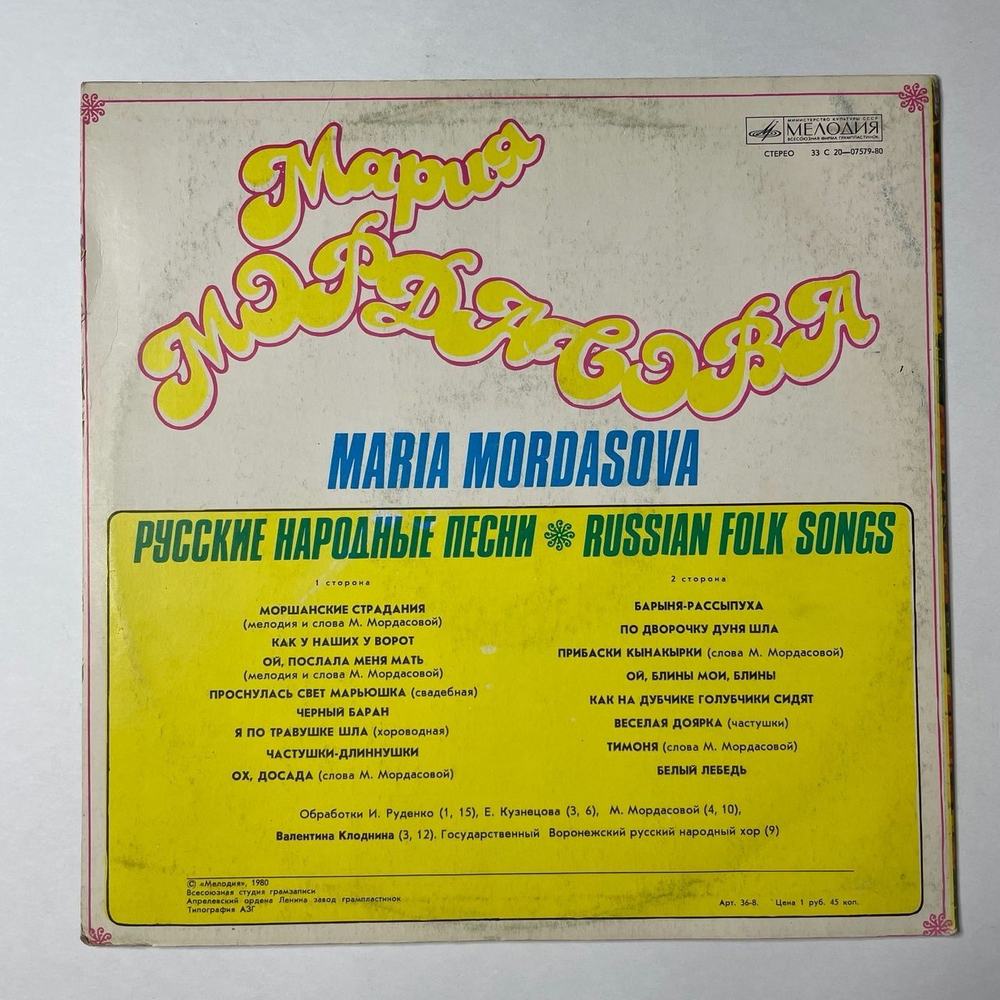 МИНИСТЕРСТВО КУЛЬТУРЫ СССР
МЕЛОДИЯ
ВСЕСОЮЗНАЯ ФИРМА ГРАМПЛАСТИНОК
СТЕРЕО 33 С 20—07579-80
Мария
МОРДАСОВА
MARIA MORDASOVA
РУССКИЕ НАРОДНЫЕ ПЕСНИ RUSSIAN FOLK SONGS
1 сторона
МОРШАНСКИЕ СТРАДАНИЯ
(мелодия и слова М. Мордасовой)
КАК У НАШИХ У ВОРОТ
ОЙ, ПОСЛАЛА МЕНЯ МАТЬ
(мелодия и слова М. Мордасовой)
ПРОСНУЛАСЬ СВЕТ МАРЬЮШКА (свадебная)
ЧЕРНЫЙ БАРАН
Я ПО ТРАВУШКЕ ШЛА (хороводная)
ЧАСТУШКИ-ДЛИННУШКИ
ОХ, ДОСАДА (слова М. Мордасовой)
2 сторона
БАРЫНЯ-РАССЫПУХА
ПО ДВОРОЧКУ ДУНЯ ШЛА
ПРИБАСКИ КЫНАКЫРКИ (слова М. Мордасовой)
ОЙ, БЛИНЫ МОИ, БЛИНЫ
КАК НА ДУБЧИКЕ ГОЛУБЧИКИ СИДЯТ
ВЕСЕЛАЯ ДОЯРКА (частушки)
ТИМОНЯ (слова М. Мордасовой)
БЕЛЫЙ ЛЕБЕДЬ
Обработки И. Руденко (1, 15), Е. Кузнецова (3, 6), М. Мордасовой (4, 10),
Валентина Клоднина (3, 12). Государственный Воронежский русский народный хор (9)
© «Мелодия», 1980
Всесоюзная студия грамзаписи
Апрелевский ордена Ленина завод грампластинок
Типография АЗГ
Арт. 36-8. Цена 1 руб. 45 коп.